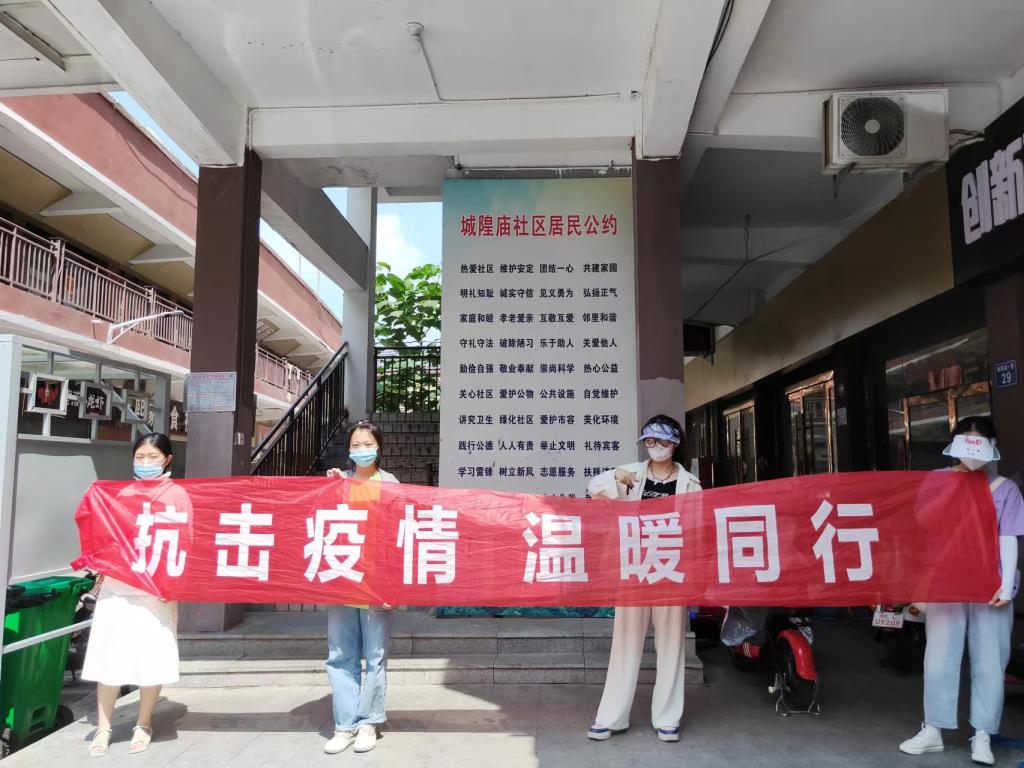 城隍庙社区居民公约
热爱社区 维护安定 团结一心 共建家园
明礼知耻 诚实守信 见义勇为 弘扬正气
家庭和睦 孝老爱亲 互敬互爱 邻里和谐
守礼守法 破除陋习 乐于助人 关爱他人
勤俭自强 敬业奉献 崇尚科学 热心公益
关心社区 爱护公物 公共设施 自觉维护
讲究卫生 绿化社区 爱护市容 美化环境
践行公德 人人有责 举止文明 礼待宾客
学习雷锋 树立新风 志愿服务 扶残
抗击疫情 温暖同行
创新
29
龙虾
U9208